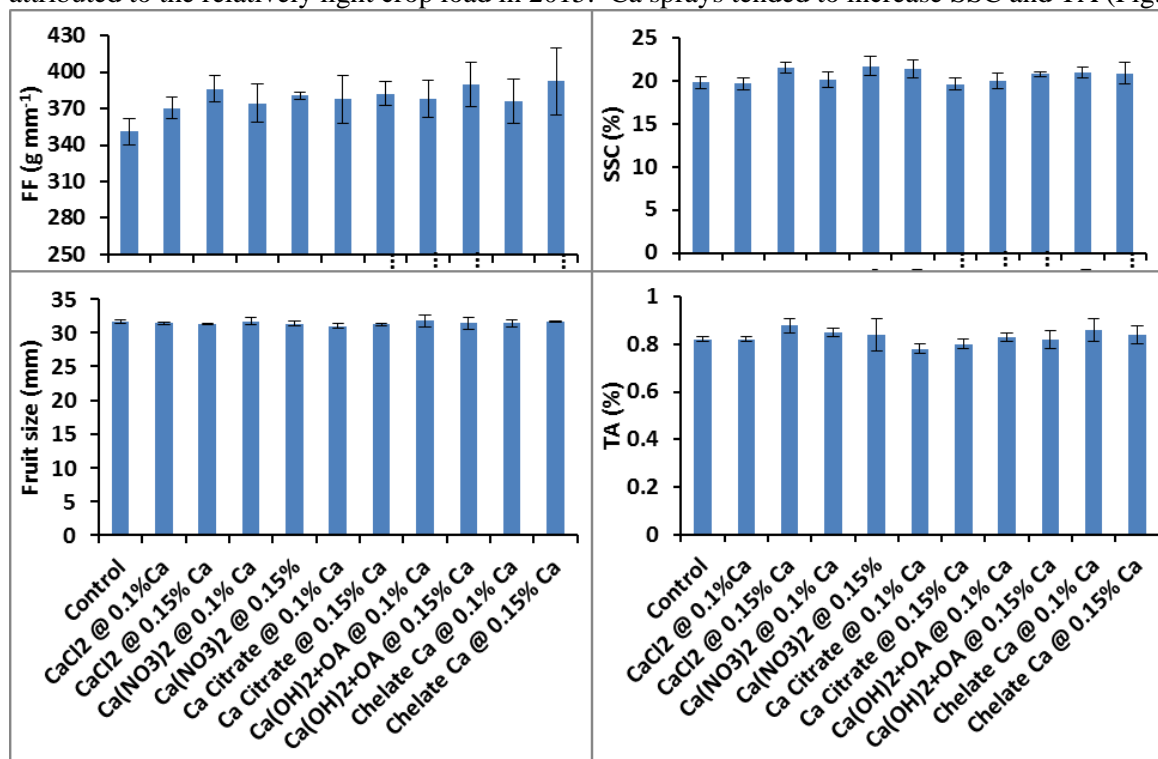 attributed to the relatively light crop load in 2015. Ca sprays tended to increase SSC and TA (Fig
FF (g mm-1)
430
400
370
340
310
280
250
SSC (%)
25
20
15
10
5
0
Fruit size (mm)
35
30
25
20
15
10
5
0
Control
CaCl2 @ 0.1%Ca
CaCl2 @ 0.15% Ca
Ca(NO3)2 @ 0.1% Ca
Ca(NO3)2 @ 0.15%
Ca Citrate @ 0.1% Ca
Ca Citrate @ 0.15% Ca
Ca(OH)2+OA @ 0.1% Ca
Ca(OH)2+OA @ 0.15% Ca
Chelate Ca @ 0.1% Ca
Chelate Ca @ 0.15% Ca
TA (%)
1
0.8
0.6
0.4
0.2
0
Control
CaCl2 @ 0.1%Ca
CaCl2 @ 0.15% Ca
Ca(NO3)2 @ 0.1% Ca
Ca(NO3)2 @ 0.15%
Ca Citrate @ 0.1% Ca
Ca Citrate @ 0.15% Ca
Ca(OH)2+OA @ 0.1% Ca
Ca(OH)2+OA @ 0.15% Ca
Chelate Ca @ 0.1% Ca
Chelate Ca @ 0.15% Ca